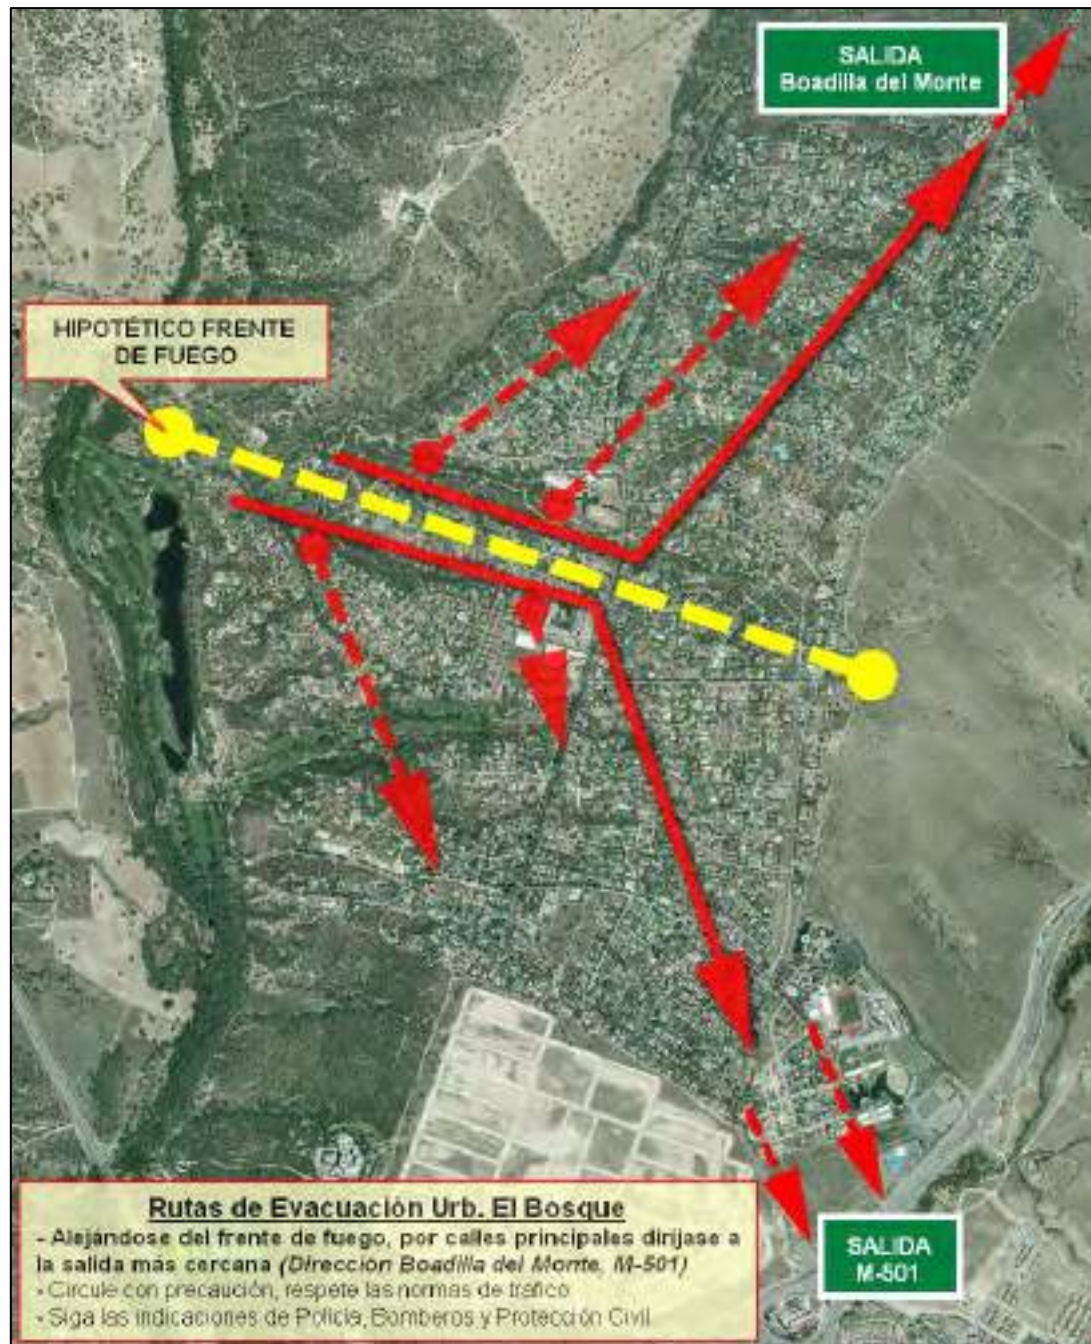 SALIDA
Boadilla del Monte
HIPOTÉTICO FRENTE
DE FUEGO
Rutas de Evacuación Urb. El Bosque
- Alejándose del frente de fuego, por calles principales diríjase a
la salida más cercana (Dirección Boadilla del Monte, M-501)
- Circule con precaución, respete las normas de tráfico
- Siga las indicaciones de Policía, Bomberos y Protección Civil
SALIDA
M-501